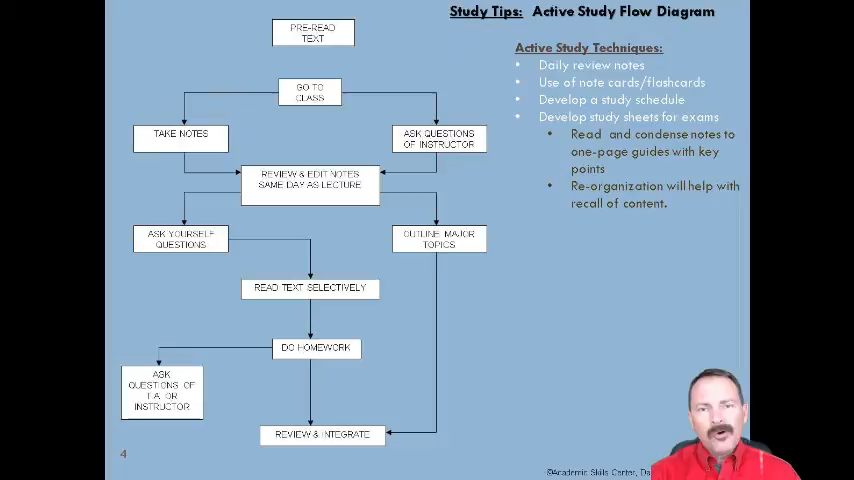 Study Tips: Active Study Flow Diagram
PRE-READ
TEXT
GO TO
CLASS
TAKE NOTES
ASK QUESTIONS
OF INSTRUCTOR
REVIEW & EDIT NOTES
SAME DAY AS LECTURE
ASK YOURSELF
QUESTIONS
OUTLINE MAJOR
TOPICS
READ TEXT SELECTIVELY
DO HOMEWORK
ASK
QUESTIONS OF
T.A. OR
INSTRUCTOR
REVIEW & INTEGRATE
Active Study Techniques:
• Daily review notes
• Use of note cards/flashcards
• Develop a study schedule
• Develop study sheets for exams
• Read and condense notes to
one-page guides with key
points
• Re-organization will help with
recall of content.
4
©Academic Skills Center,